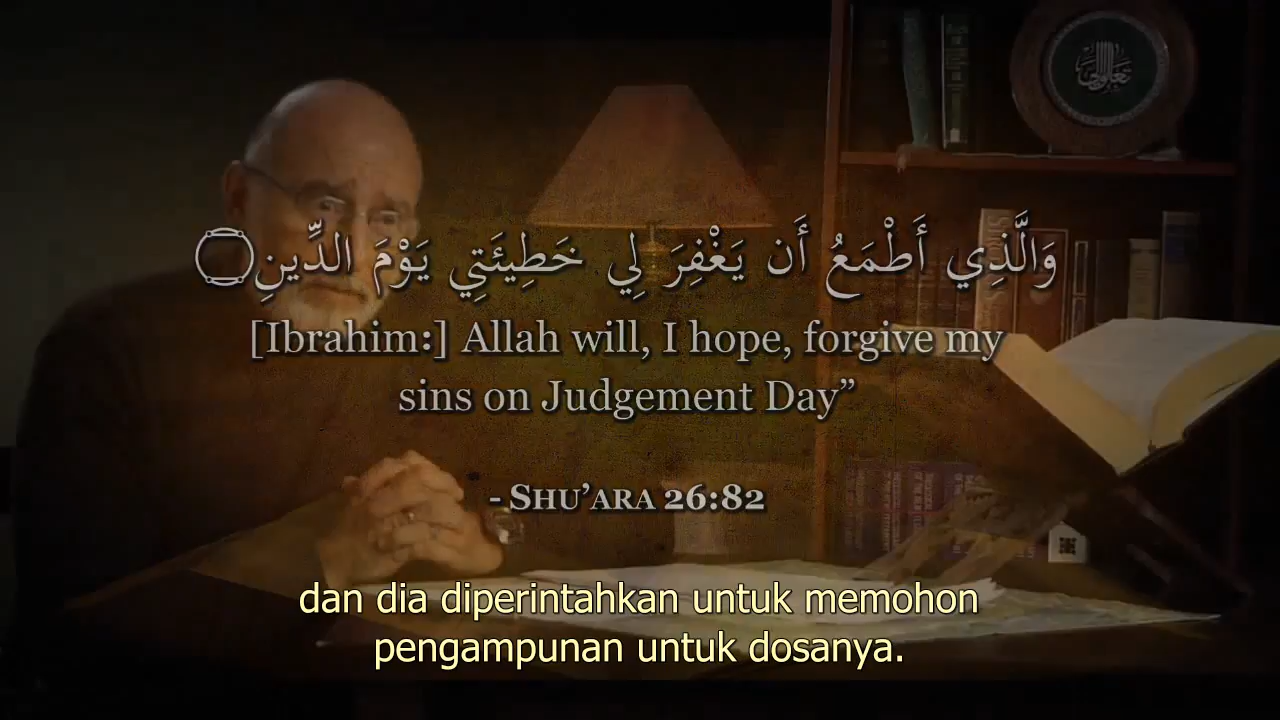 وَالَّذِي أَطْمَعُ أَن يَغْفِرَ لِي خَطِيئَتِي يَوْمَ الدِّينِ۝
[Ibrahim:] Allah will, I hope, forgive my
sins on Judgement Day”
- SHU’ARA 26:82
dan dia diperintahkan untuk memohon
pengampunan untuk dosanya.